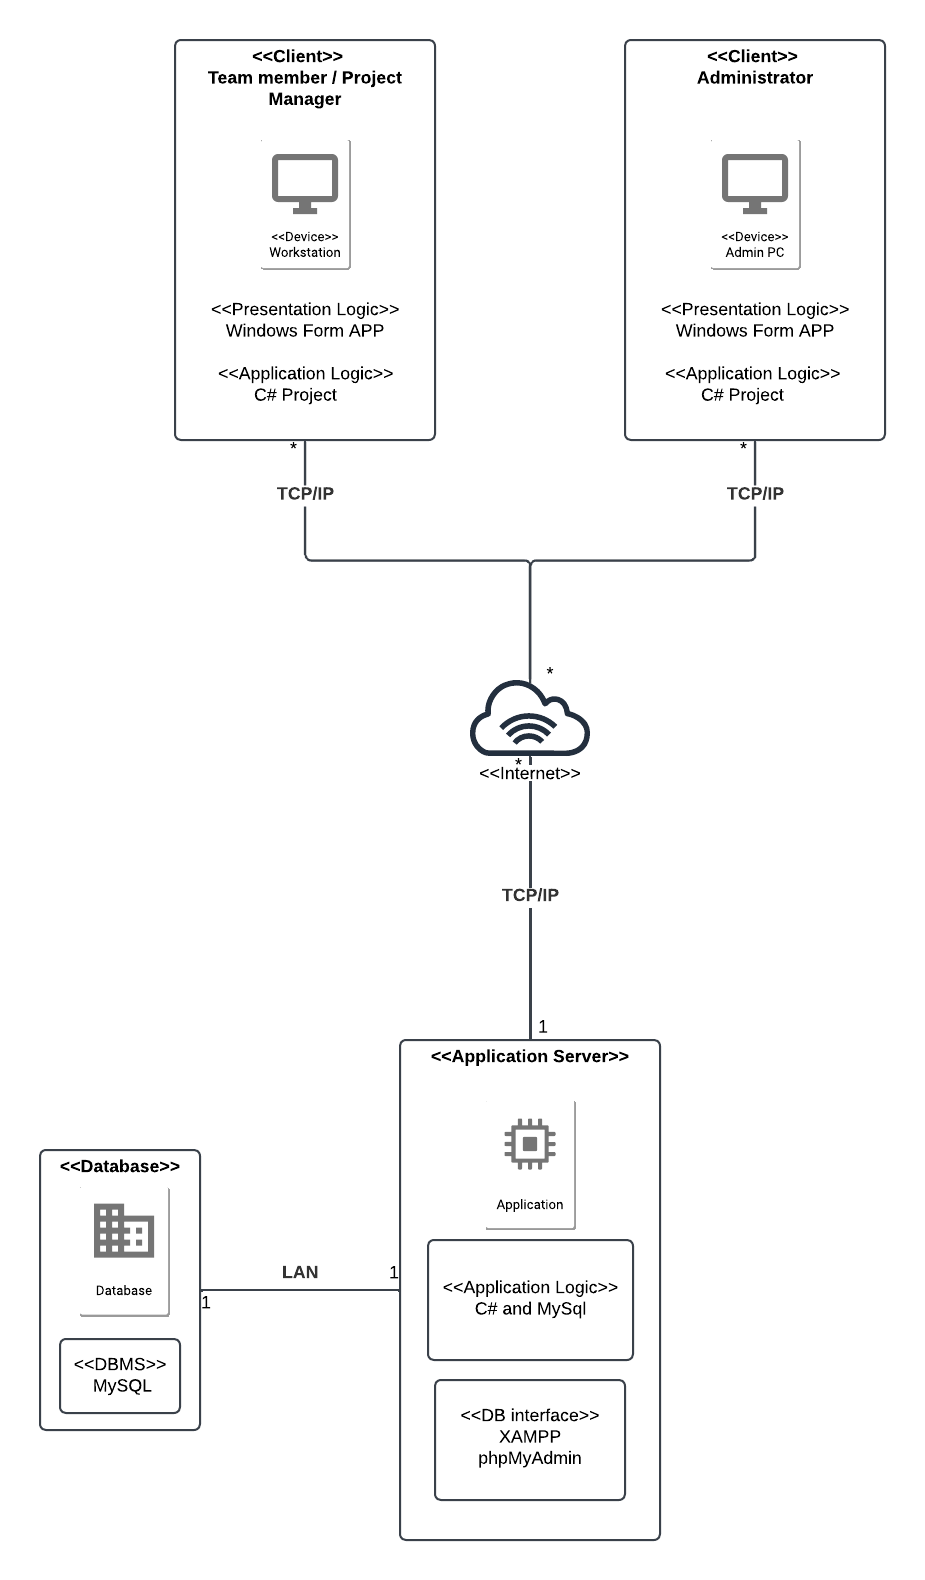 <<Client>>
Team member / Project
Manager
<<Device>>
Workstation
<<Presentation Logic>>
Windows Form APP
<<Application Logic>>
C# Project
*
TCP/IP
<<Client>>
Administrator
<<Device>>
Admin PC
<<Presentation Logic>>
Windows Form APP
<<Application Logic>>
C# Project
*
TCP/IP
*
*
<<Internet>>
TCP/IP
1
<<Application Server>>
Application
<<Application Logic>>
C# and MySql
<<DB interface>>
XAMPP
phpMyAdmin
<<Database>>
Database
<<DBMS>>
MySQL
LAN
1
1